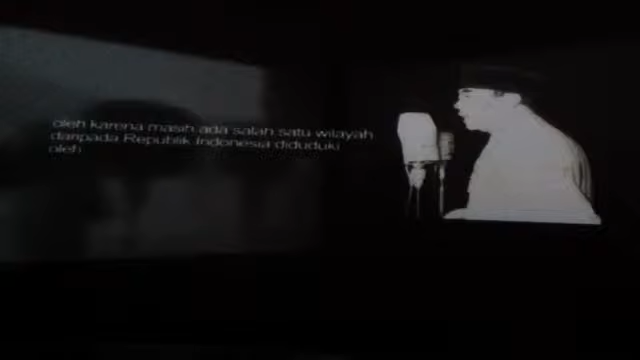 oleh karena masih ada salah satu wilayah
daripada Republik Indonesia diduduki
oleh